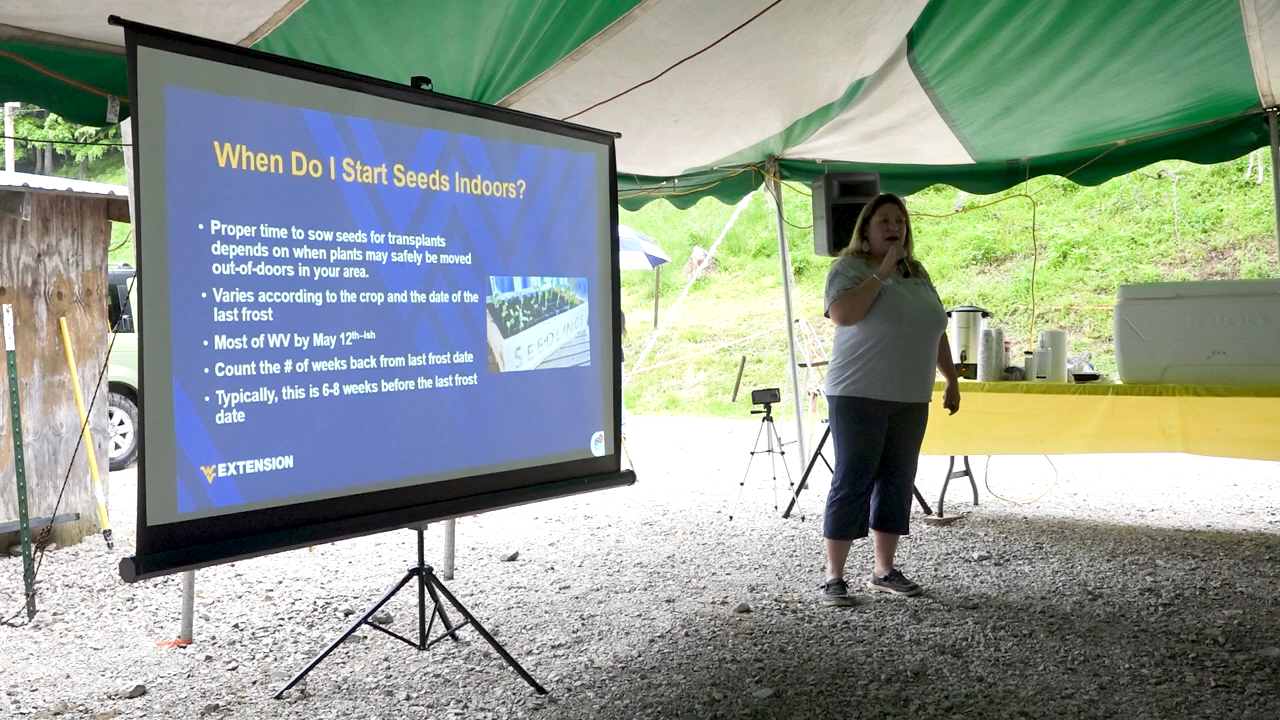 When Do I Start Seeds Indoors?
• Proper time to sow seeds for transplants
depends on when plants may safely be moved
out-of-doors in your area.
• Varies according to the crop and the date of the
last frost
• Most of WV by May 12th-ish
• Count the # of weeks back from last frost date
• Typically, this is 6-8 weeks before the last frost
date
SEEDLINGS
EXTENSION
igloo